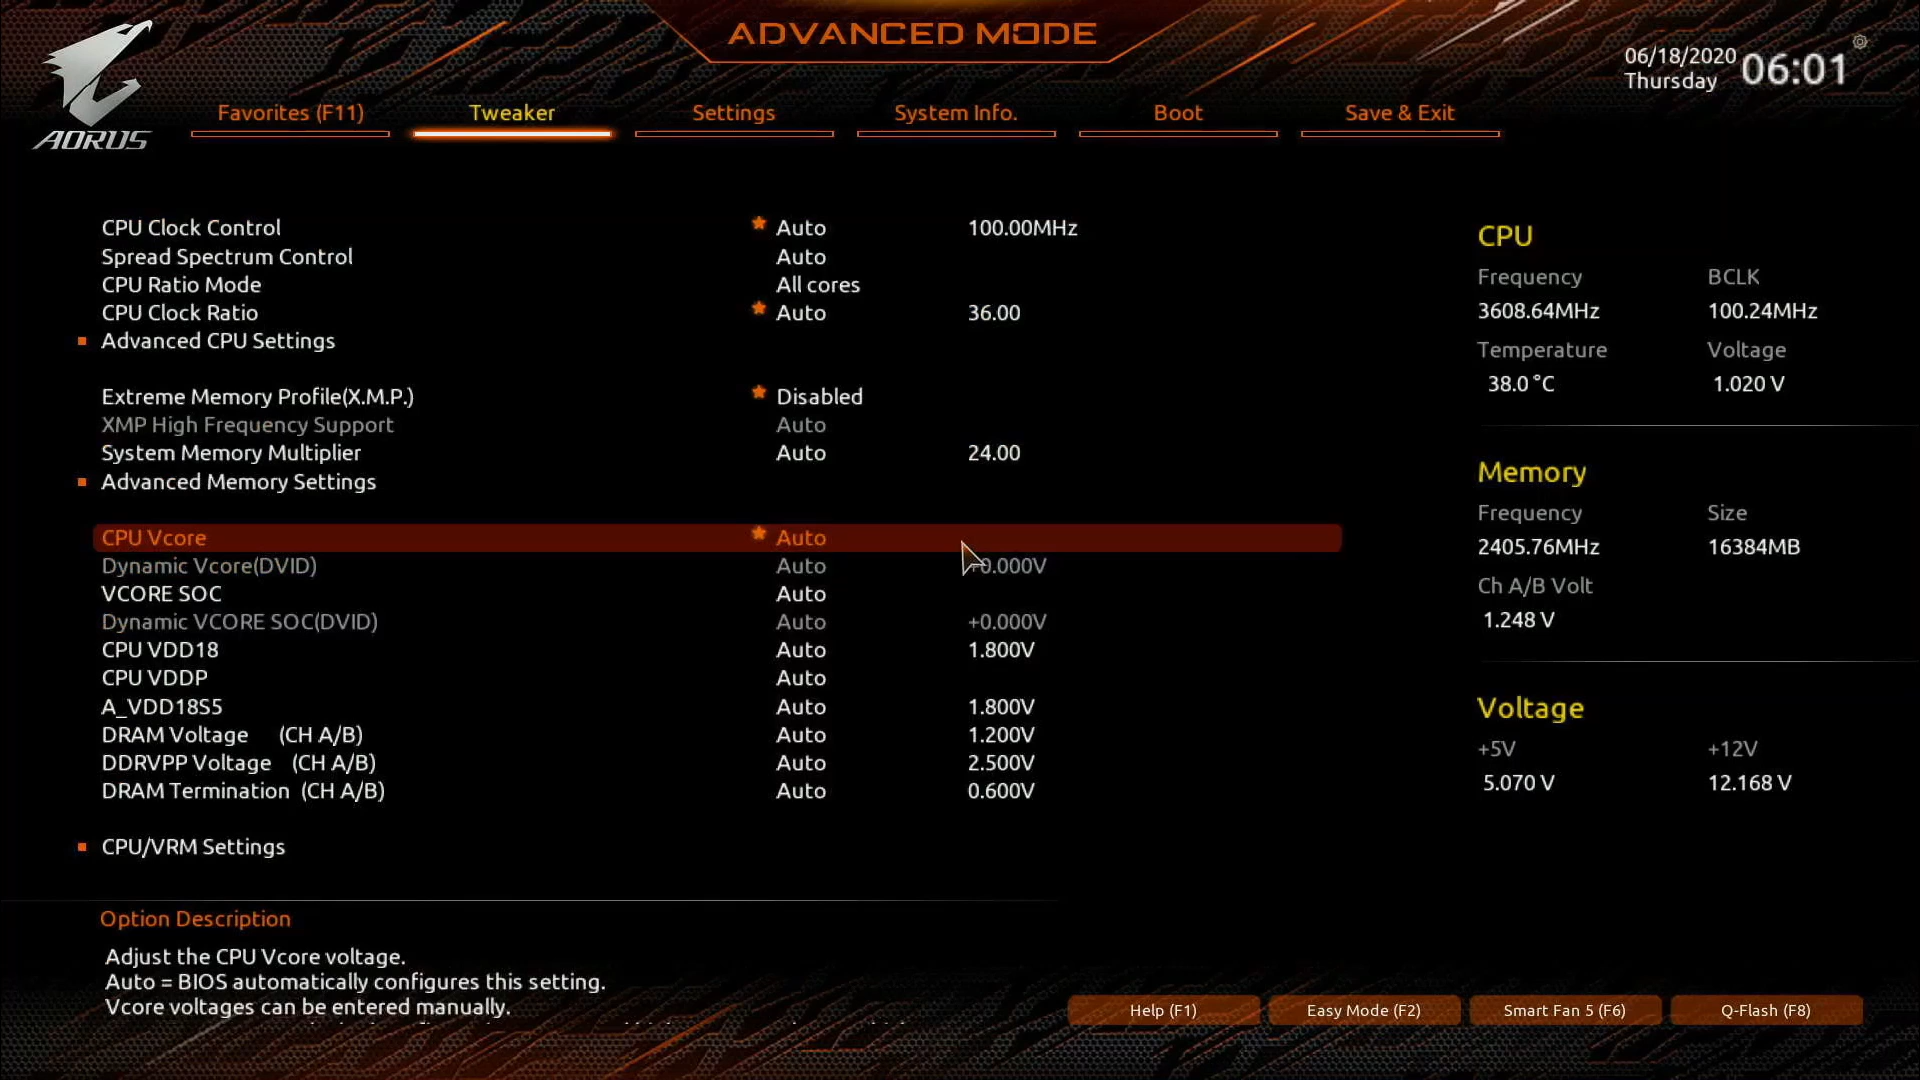 ADVANCED MODE
06/18/2020
Thursday
06:01
AORUS
Favorites (F11) Tweaker Settings System Info. Boot Save & Exit
CPU Clock Control Auto 100.00MHz
Spread Spectrum Control Auto
CPU Ratio Mode All cores
CPU Clock Ratio Auto 36.00
Advanced CPU Settings
Extreme Memory Profile(X.M.P.) Disabled
XMP High Frequency Support Auto
System Memory Multiplier Auto 24.00
Advanced Memory Settings
CPU Vcore Auto
Dynamic Vcore(DVID) Auto +0.000V
VCORE SOC Auto
Dynamic VCORE SOC(DVID) Auto +0.000V
CPU VDD18 Auto 1.800V
CPU VDDP Auto
A_VDD18S5 Auto 1.800V
DRAM Voltage (CH A/B) Auto 1.200V
DDRVPP Voltage (CH A/B) Auto 2.500V
DRAM Termination (CH A/B) Auto 0.600V
CPU/VRM Settings
CPU
Frequency BCLK
3608.64MHz 100.24MHz
Temperature Voltage
38.0 °C 1.020 V
Memory
Frequency Size
2405.76MHz 16384MB
Ch A/B Volt
1.248 V
Voltage
+5V +12V
5.070 V 12.168 V
Option Description
Adjust the CPU Vcore voltage.
Auto = BIOS automatically configures this setting.
Vcore voltages can be entered manually.
Help (F1) Easy Mode (F2) Smart Fan 5 (F6) Q-Flash (F8)